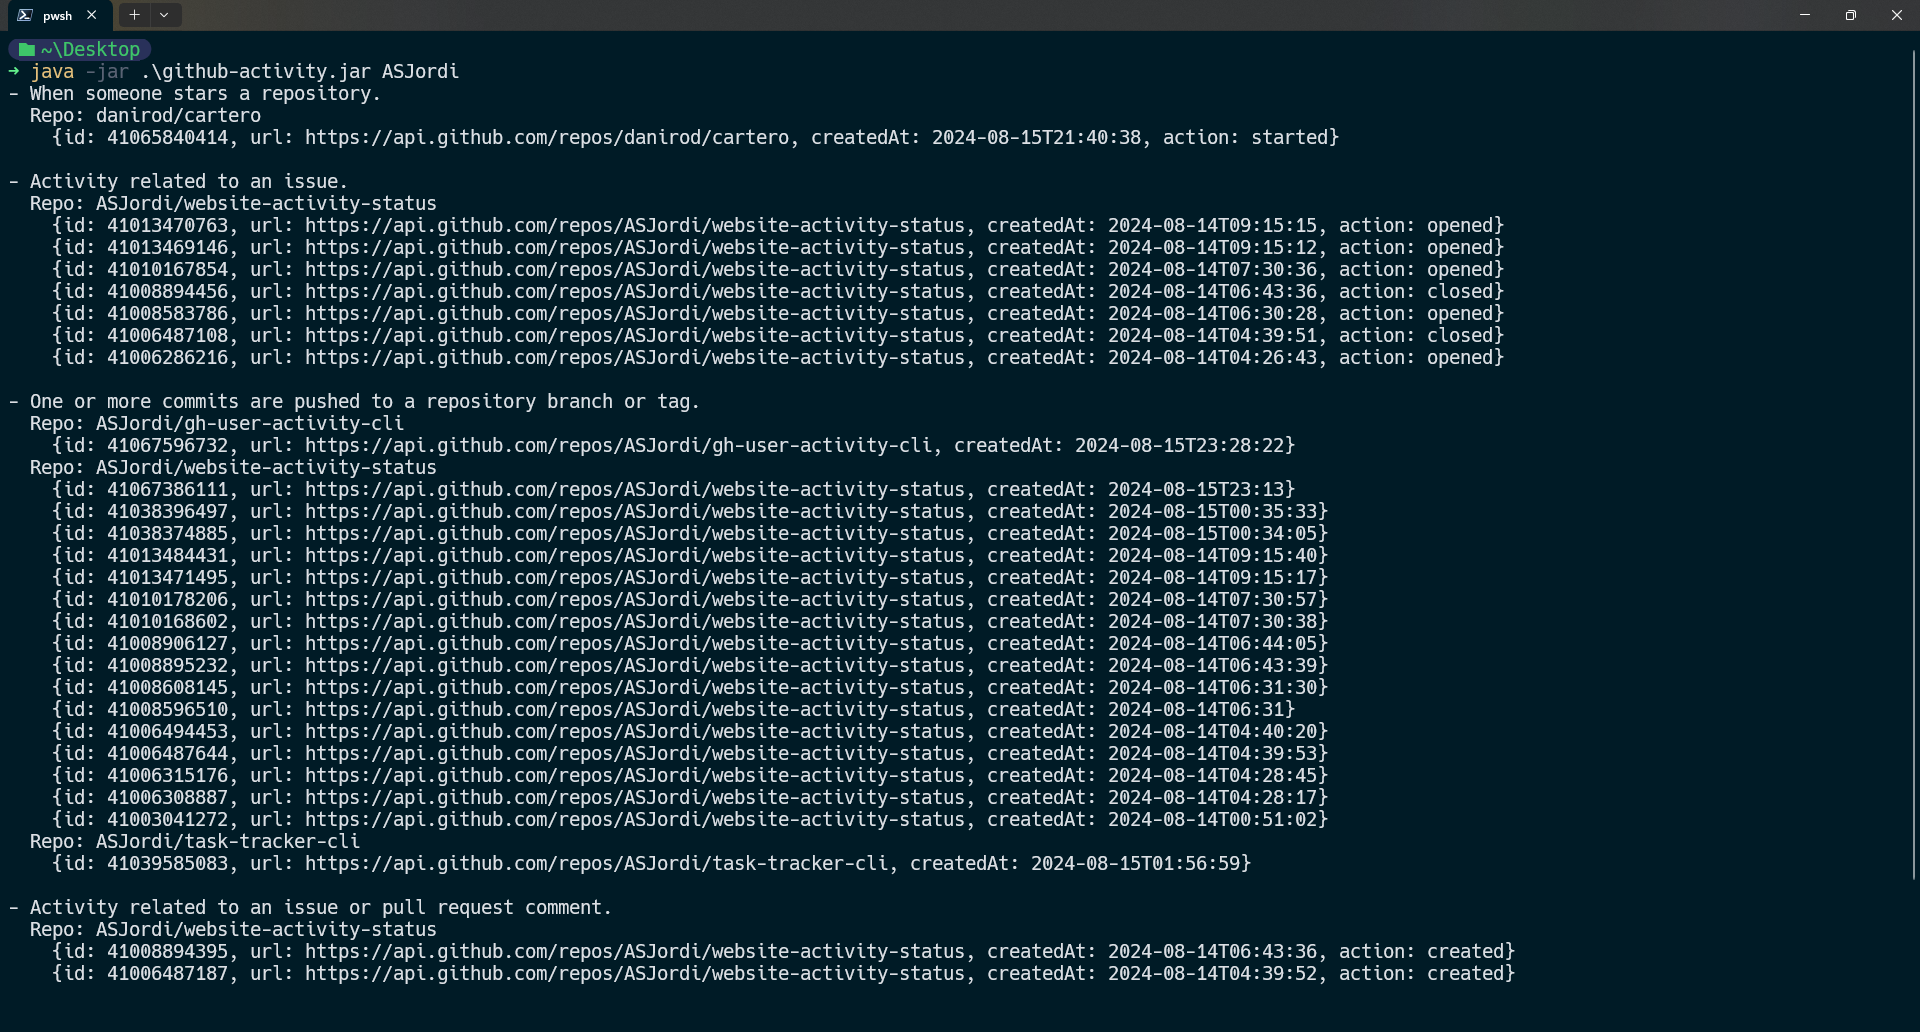 pwsh
~\Desktop
➜ java -jar .\github-activity.jar ASJordi
- When someone stars a repository.
Repo: danirod/cartero
{id: 41065840414, url: https://api.github.com/repos/danirod/cartero, createdAt: 2024-08-15T21:40:38, action: started}
- Activity related to an issue.
Repo: ASJordi/website-activity-status
{id: 41013470763, url: https://api.github.com/repos/ASJordi/website-activity-status, createdAt: 2024-08-14T09:15:15, action: opened}
{id: 41013469146, url: https://api.github.com/repos/ASJordi/website-activity-status, createdAt: 2024-08-14T09:15:12, action: opened}
{id: 41010167854, url: https://api.github.com/repos/ASJordi/website-activity-status, createdAt: 2024-08-14T07:30:36, action: opened}
{id: 41008894456, url: https://api.github.com/repos/ASJordi/website-activity-status, createdAt: 2024-08-14T06:43:36, action: closed}
{id: 41008583786, url: https://api.github.com/repos/ASJordi/website-activity-status, createdAt: 2024-08-14T06:30:28, action: opened}
{id: 41006487108, url: https://api.github.com/repos/ASJordi/website-activity-status, createdAt: 2024-08-14T04:39:51, action: closed}
{id: 41006286216, url: https://api.github.com/repos/ASJordi/website-activity-status, createdAt: 2024-08-14T04:26:43, action: opened}
- One or more commits are pushed to a repository branch or tag.
Repo: ASJordi/gh-user-activity-cli
{id: 41067596732, url: https://api.github.com/repos/ASJordi/gh-user-activity-cli, createdAt: 2024-08-15T23:28:22}
Repo: ASJordi/website-activity-status
{id: 41067386111, url: https://api.github.com/repos/ASJordi/website-activity-status, createdAt: 2024-08-15T23:13}
{id: 41038396497, url: https://api.github.com/repos/ASJordi/website-activity-status, createdAt: 2024-08-15T00:35:33}
{id: 41038374885, url: https://api.github.com/repos/ASJordi/website-activity-status, createdAt: 2024-08-15T00:34:05}
{id: 41013484431, url: https://api.github.com/repos/ASJordi/website-activity-status, createdAt: 2024-08-14T09:15:40}
{id: 41013471495, url: https://api.github.com/repos/ASJordi/website-activity-status, createdAt: 2024-08-14T09:15:17}
{id: 41010178206, url: https://api.github.com/repos/ASJordi/website-activity-status, createdAt: 2024-08-14T07:30:57}
{id: 41010168602, url: https://api.github.com/repos/ASJordi/website-activity-status, createdAt: 2024-08-14T07:30:38}
{id: 41008906127, url: https://api.github.com/repos/ASJordi/website-activity-status, createdAt: 2024-08-14T06:44:05}
{id: 41008895232, url: https://api.github.com/repos/ASJordi/website-activity-status, createdAt: 2024-08-14T06:43:39}
{id: 41008608145, url: https://api.github.com/repos/ASJordi/website-activity-status, createdAt: 2024-08-14T06:31:30}
{id: 41008596510, url: https://api.github.com/repos/ASJordi/website-activity-status, createdAt: 2024-08-14T06:31}
{id: 41006494453, url: https://api.github.com/repos/ASJordi/website-activity-status, createdAt: 2024-08-14T04:40:20}
{id: 41006487644, url: https://api.github.com/repos/ASJordi/website-activity-status, createdAt: 2024-08-14T04:39:53}
{id: 41006315176, url: https://api.github.com/repos/ASJordi/website-activity-status, createdAt: 2024-08-14T04:28:45}
{id: 41006308887, url: https://api.github.com/repos/ASJordi/website-activity-status, createdAt: 2024-08-14T04:28:17}
{id: 41003041272, url: https://api.github.com/repos/ASJordi/website-activity-status, createdAt: 2024-08-14T00:51:02}
Repo: ASJordi/task-tracker-cli
{id: 41039585083, url: https://api.github.com/repos/ASJordi/task-tracker-cli, createdAt: 2024-08-15T01:56:59}
- Activity related to an issue or pull request comment.
Repo: ASJordi/website-activity-status
{id: 41008894395, url: https://api.github.com/repos/ASJordi/website-activity-status, createdAt: 2024-08-14T06:43:36, action: created}
{id: 41006487187, url: https://api.github.com/repos/ASJordi/website-activity-status, createdAt: 2024-08-14T04:39:52, action: created}